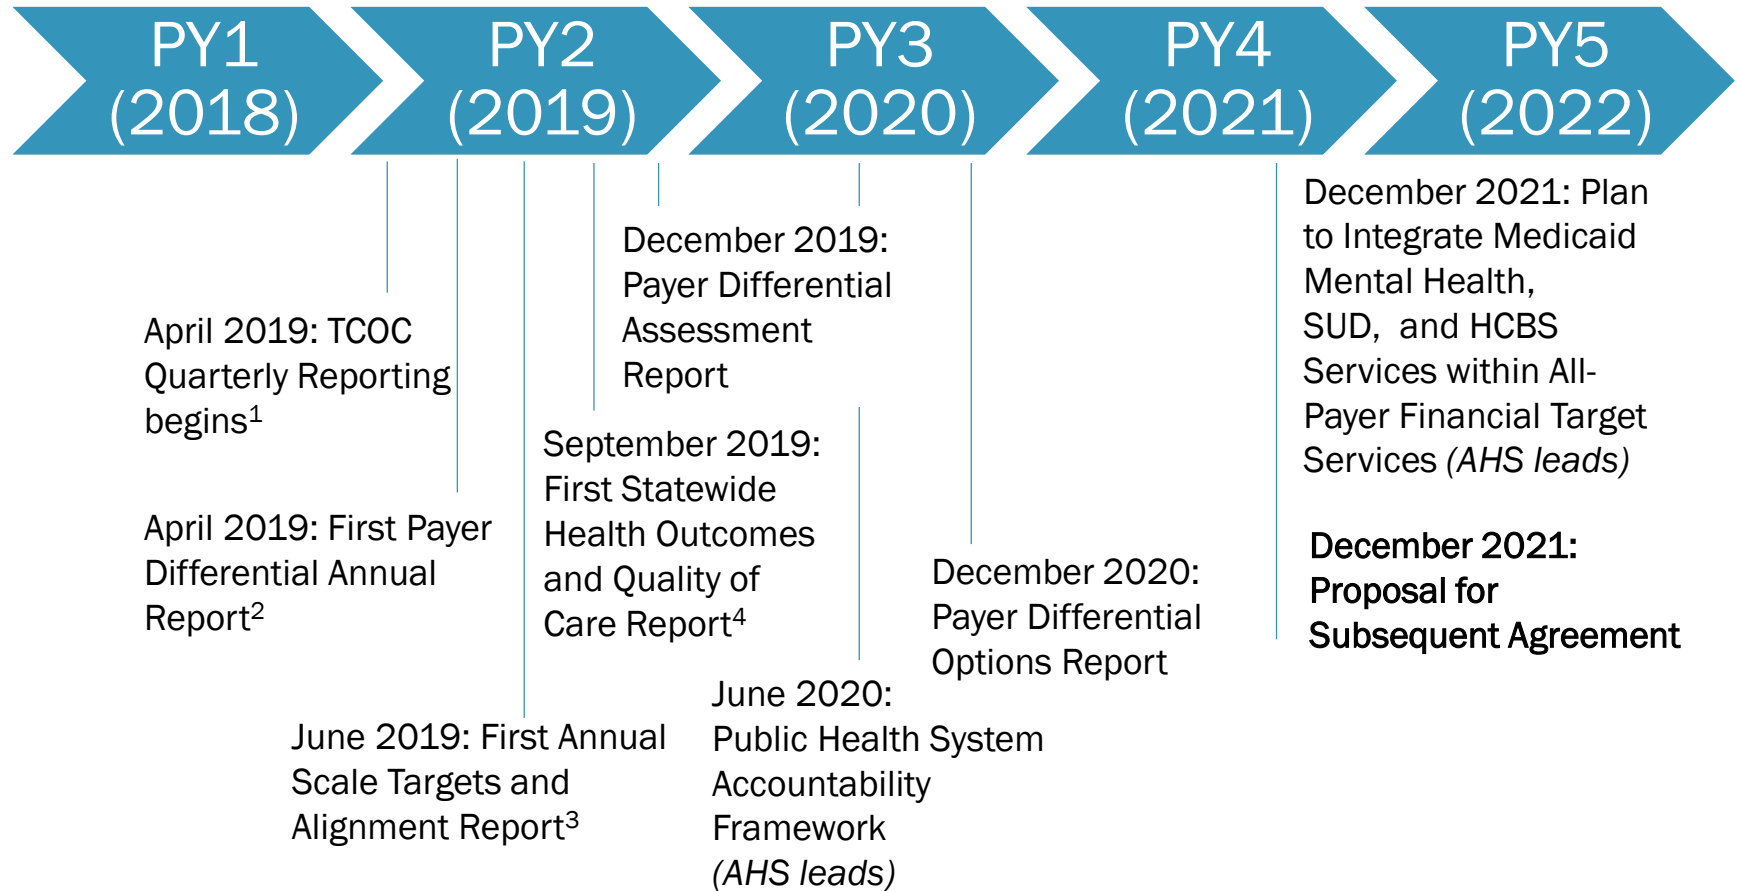 PY1
(2018)
PY2
(2019)
PY3
(2020)
PY4
(2021)
PY5
(2022)
April 2019: TCOC
Quarterly Reporting
begins¹
April 2019: First Payer
Differential Annual
Report²
June 2019: First Annual
Scale Targets and
Alignment Report³
September 2019:
First Statewide
Health Outcomes
and Quality of
Care Report⁴
December 2019:
Payer Differential
Assessment
Report
June 2020:
Public Health System
Accountability
Framework
(AHS leads)
December 2020:
Payer Differential
Options Report
December 2021: Plan
to Integrate Medicaid
Mental Health,
SUD, and HCBS
Services within All-
Payer Financial Target
Services (AHS leads)
December 2021:
Proposal for
Subsequent Agreement